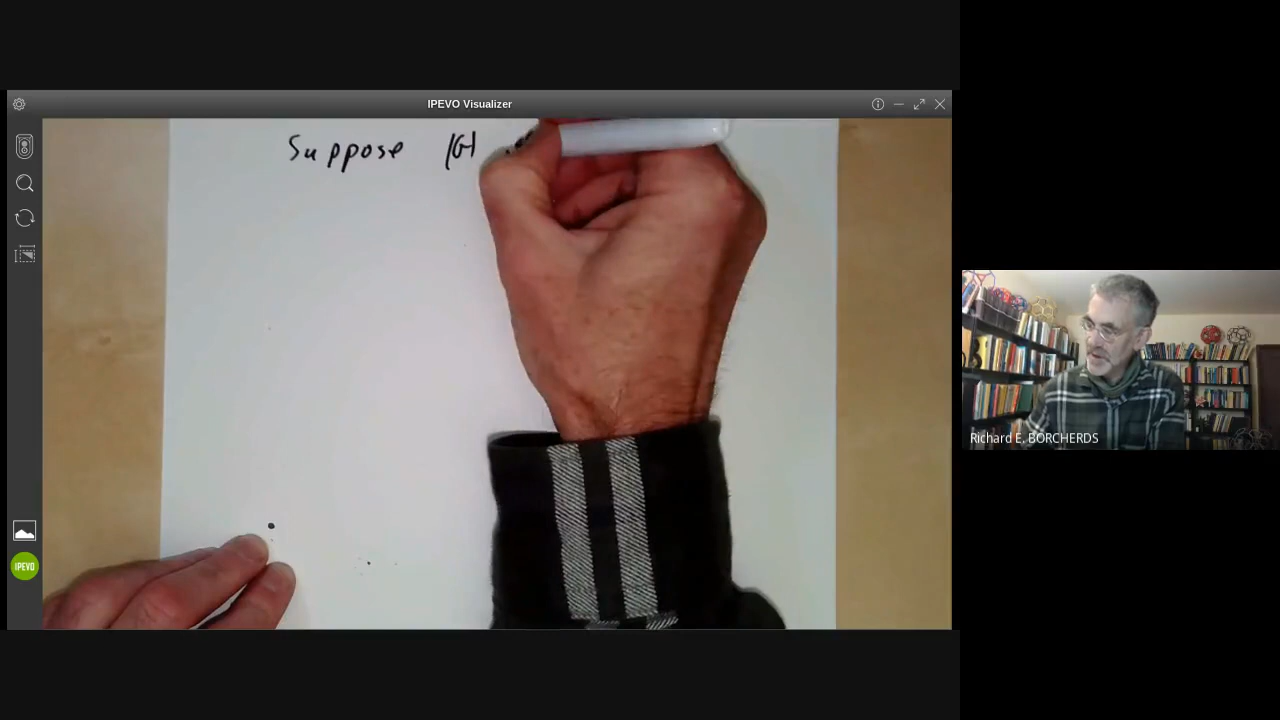 IPEVO Visualizer
Suppose |G|
IPEVO
Richard E. BORCHERDS